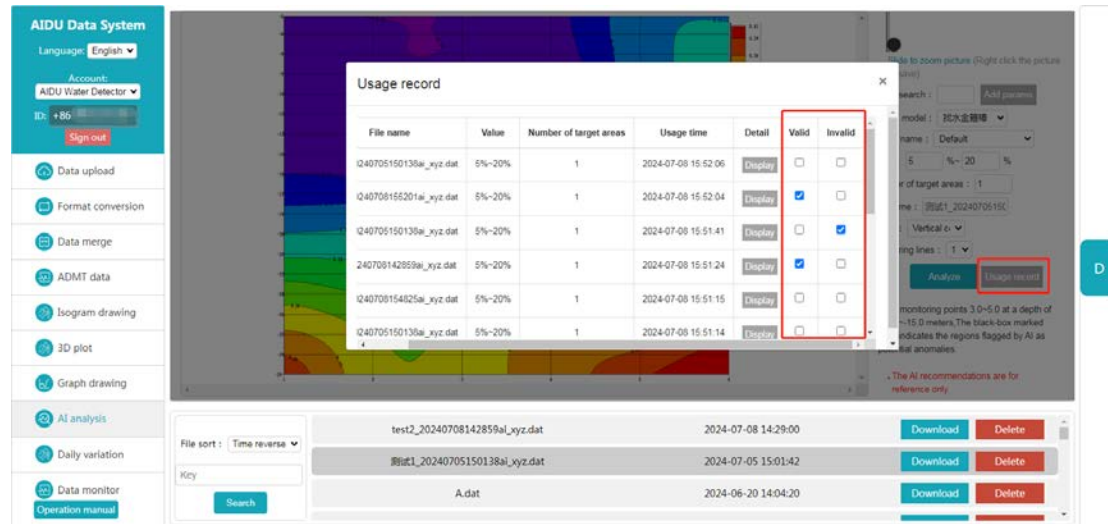 AIDU Data System
Language: English
Account:
AIDU Water Detector
ID: +86
Sign out
Data upload
Format conversion
Data merge
ADMT data
Isogram drawing
3D plot
Graph drawing
AI analysis
Daily variation
Data monitor
Operation manual
Usage record
×
File name Value Number of target areas Usage time Detail Valid Invalid
0240705150138ai_xyz.dat 5%~20% 1 2024-07-08 15:52:06 Display
0240708155201ai_xyz.dat 5%~20% 1 2024-07-08 15:52:04 Display
0240705150138ai_xyz.dat 5%~20% 1 2024-07-08 15:51:41 Display
240708142859ai_xyz.dat 5%~20% 1 2024-07-08 15:51:24 Display
0240708154825ai_xyz.dat 5%~20% 1 2024-07-08 15:51:15 Display
0240705150138ai_xyz.dat 5%~20% 1 2024-07-08 15:51:14 Display
to zoom picture (Right click the picture
search : Add params
model :
name : Default
5 %~ 20 %
of target areas : 1
测试1_20240705150
Vertical
lines : 1
Analyze Usage record
monitoring points 3.0~5.0 at a depth of
~-15.0 meters,The black-box marked
indicates the regions flagged by AI as
anomalies
The AI recommendations are for
reference only.
D
File sort : Time reverse
Key
Search
test2_20240708142859ai_xyz.dat 2024-07-08 14:29:00 Download Delete
测试1_20240705150138ai_xyz.dat 2024-07-05 15:01:42 Download Delete
A.dat 2024-06-20 14:04:20 Download Delete